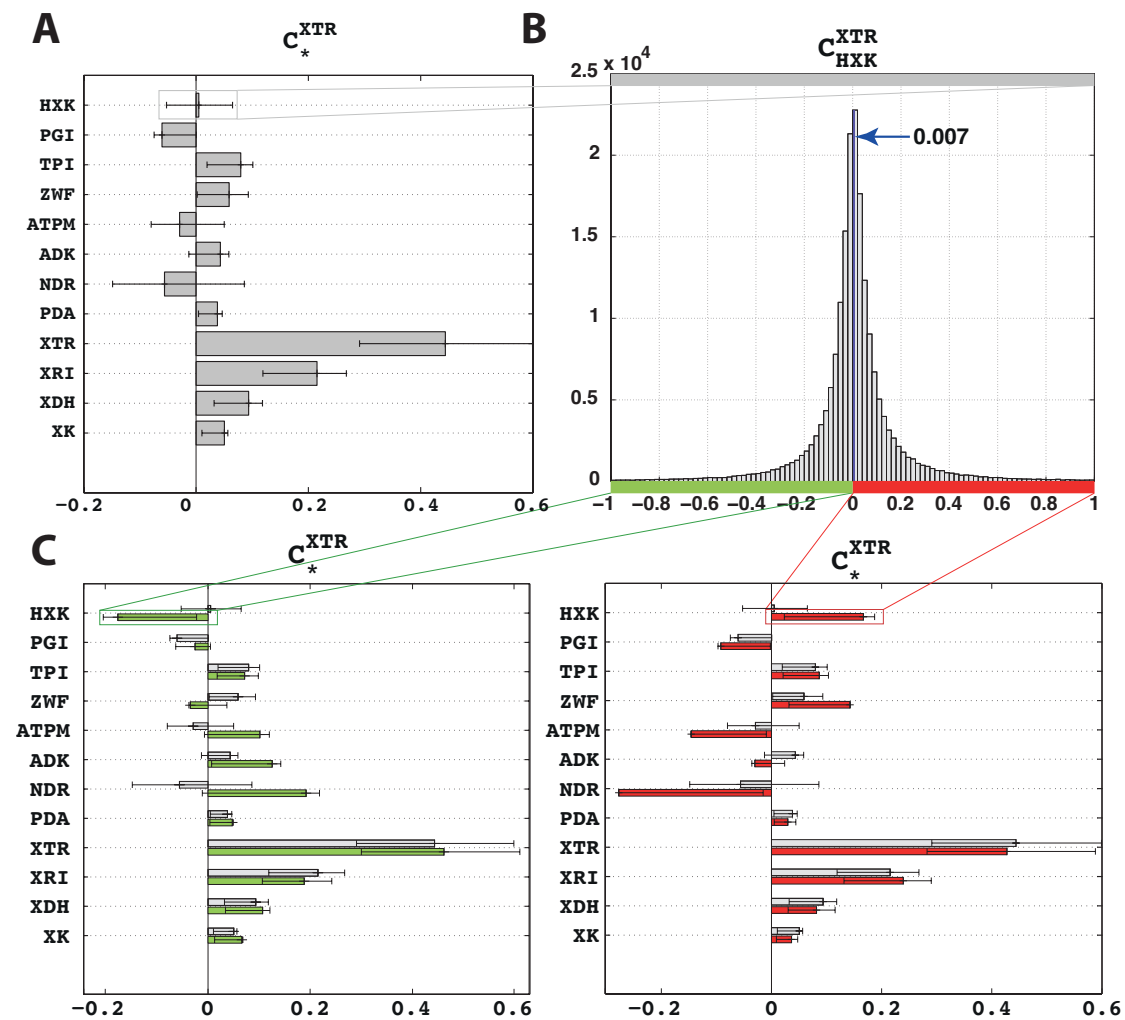 A
C*^XTR
HXK
PGI
TPI
ZWF
ATPM
ADK
NDR
PDA
XTR
XRI
XDH
XK
−0.2 0 0.2 0.4 0.6
B
C_HXK^XTR
x 10^4
2.5
2
1.5
1
0.5
0
0.007
−1 −0.8 −0.6 −0.4 −0.2 0 0.2 0.4 0.6 0.8 1
C
C*^XTR
HXK
PGI
TPI
ZWF
ATPM
ADK
NDR
PDA
XTR
XRI
XDH
XK
−0.2 0 0.2 0.4 0.6
C*^XTR
HXK
PGI
TPI
ZWF
ATPM
ADK
NDR
PDA
XTR
XRI
XDH
XK
−0.2 0 0.2 0.4 0.6